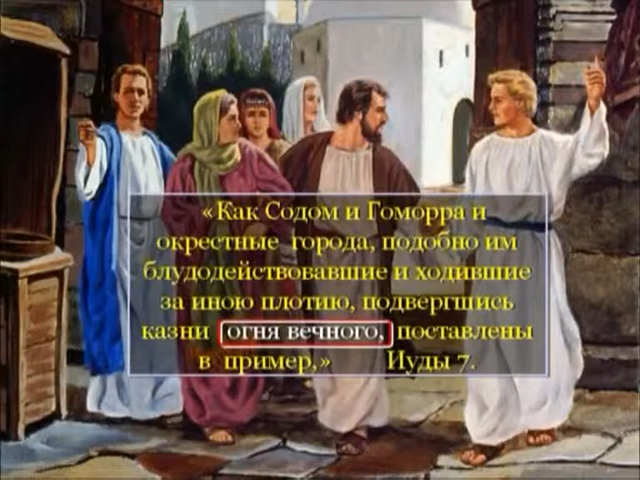 «Как Содом и Гоморра и
окрестные города, подобно им
блудодействовавшие и ходившие
за иною плотию, подвергшись
казни огня вечного, поставлены
в пример,» Иуды 7.